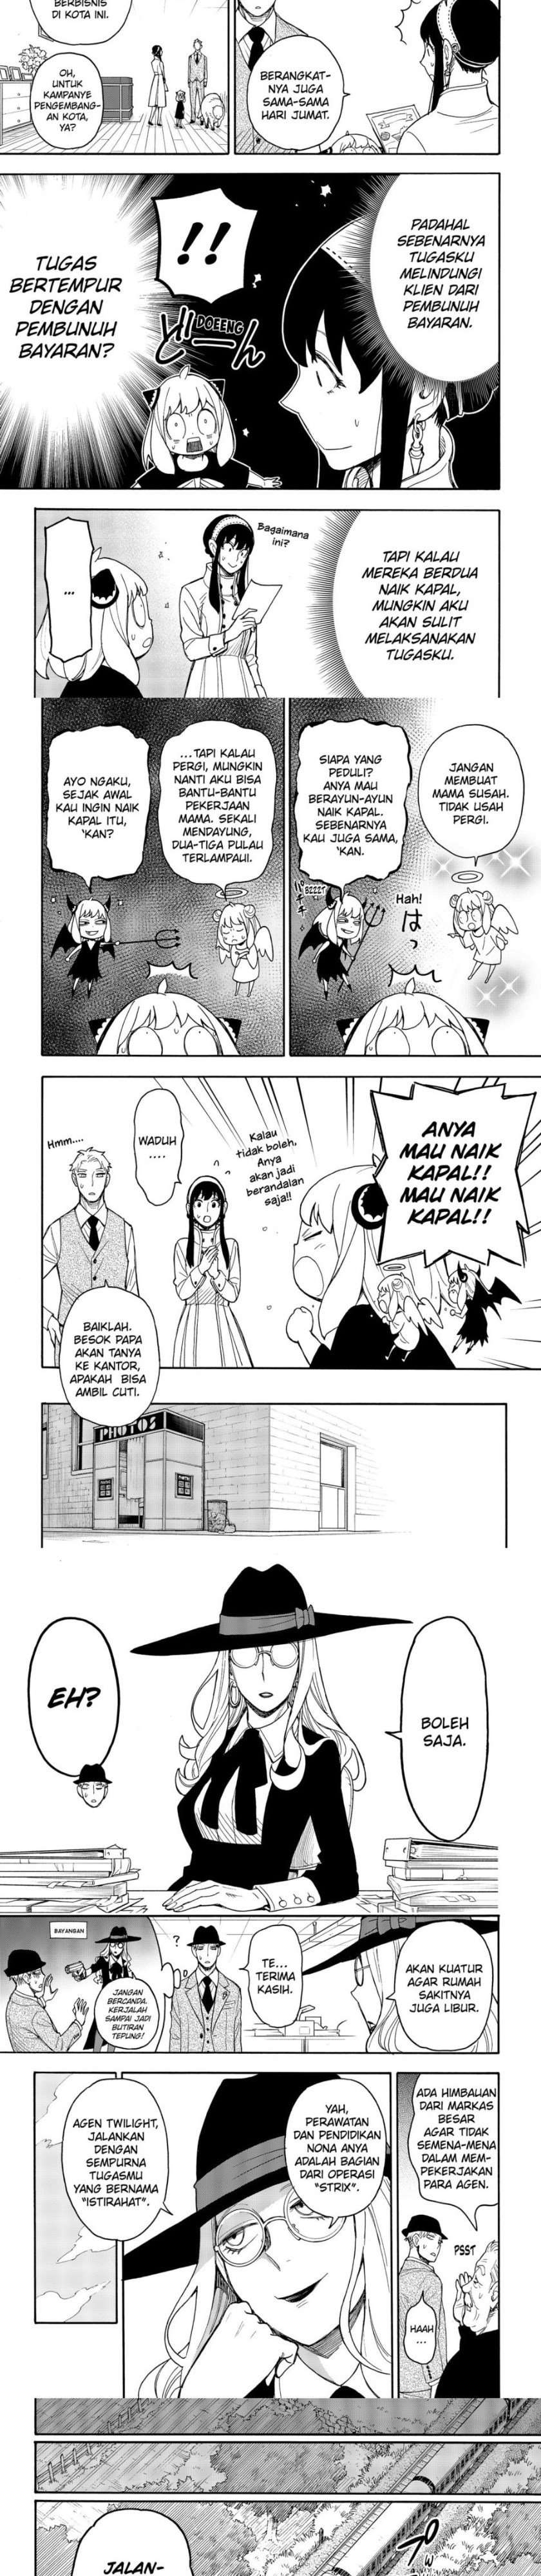 BERBISNIS
DI KOTA INI.
OH,
UNTUK
KAMPANYE
PENGEMBANG-
AN KOTA,
YA?
BERANGKAT-
NYA JUGA
SAMA-SAMA
HARI JUMAT.
PADAHAL
SEBENARNYA
TUGASKU
MELINDUNGI
KLIEN DARI
PEMBUNUH
BAYARAN.
!!
DOEENG
どーん
TUGAS
BERTEMPUR
DENGAN
PEMBUNUH
BAYARAN?
TAPI KALAU
MEREKA BERDUA
NAIK KAPAL,
MUNGKIN AKU
AKAN SULIT
MELAKSANAKAN
TUGASKU.
Bagaimana
ini?
...
JANGAN
MEMBUAT
MAMA SUSAH.
TIDAK USAH
PERGI.
SIAPA YANG
PEDULI?
ANYA MAU
BERAYUN-AYUN
NAIK KAPAL.
SEBENARNYA
KAU JUGA SAMA,
'KAN.
BZZZT
Hah!
はっ
...TAPI KALAU
PERGI, MUNGKIN
NANTI AKU BISA
BANTU-BANTU
PEKERJAAN
MAMA. SEKALI
MENDAYUNG,
DUA-TIGA PULAU
TERLAMPAUI.
AYO NGAKU,
SEJAK AWAL
KAU INGIN NAIK
KAPAL ITU,
'KAN?
ANYA
MAU NAIK
KAPAL!!
MAU NAIK
KAPAL!!
Kalau
tidak boleh,
Anya
akan jadi
berandalan
saja!!
WADUH
....
Hmm....
BAIKLAH.
BESOK PAPA
AKAN TANYA
KE KANTOR,
APAKAH BISA
AMBIL CUTI.
PHOTOS
BOLEH
SAJA.
EH?
AKAN KUATUR
AGAR RUMAH
SAKITNYA
JUGA LIBUR.
TE...
TERIMA
KASIH.
?
BAYANGAN
JANGAN
BERCANDA.
KERJALAH
SAMPAI JADI
BUTIRAN
TEPUNG!
ADA HIMBAUAN
DARI MARKAS
BESAR
AGAR TIDAK
SEMENA-MENA
DALAM MEM-
PEKERJAKAN
PARA AGEN.
PSST
HAAH
...
YAH,
PERAWATAN
DAN PENDIDIKAN
NONA ANYA
ADALAH BAGIAN
DARI OPERASI
"STRIX".
AGEN TWILIGHT,
JALANKAN
DENGAN
SEMPURNA
TUGASMU
YANG BERNAMA
"ISTIRAHAT".
JALAN-